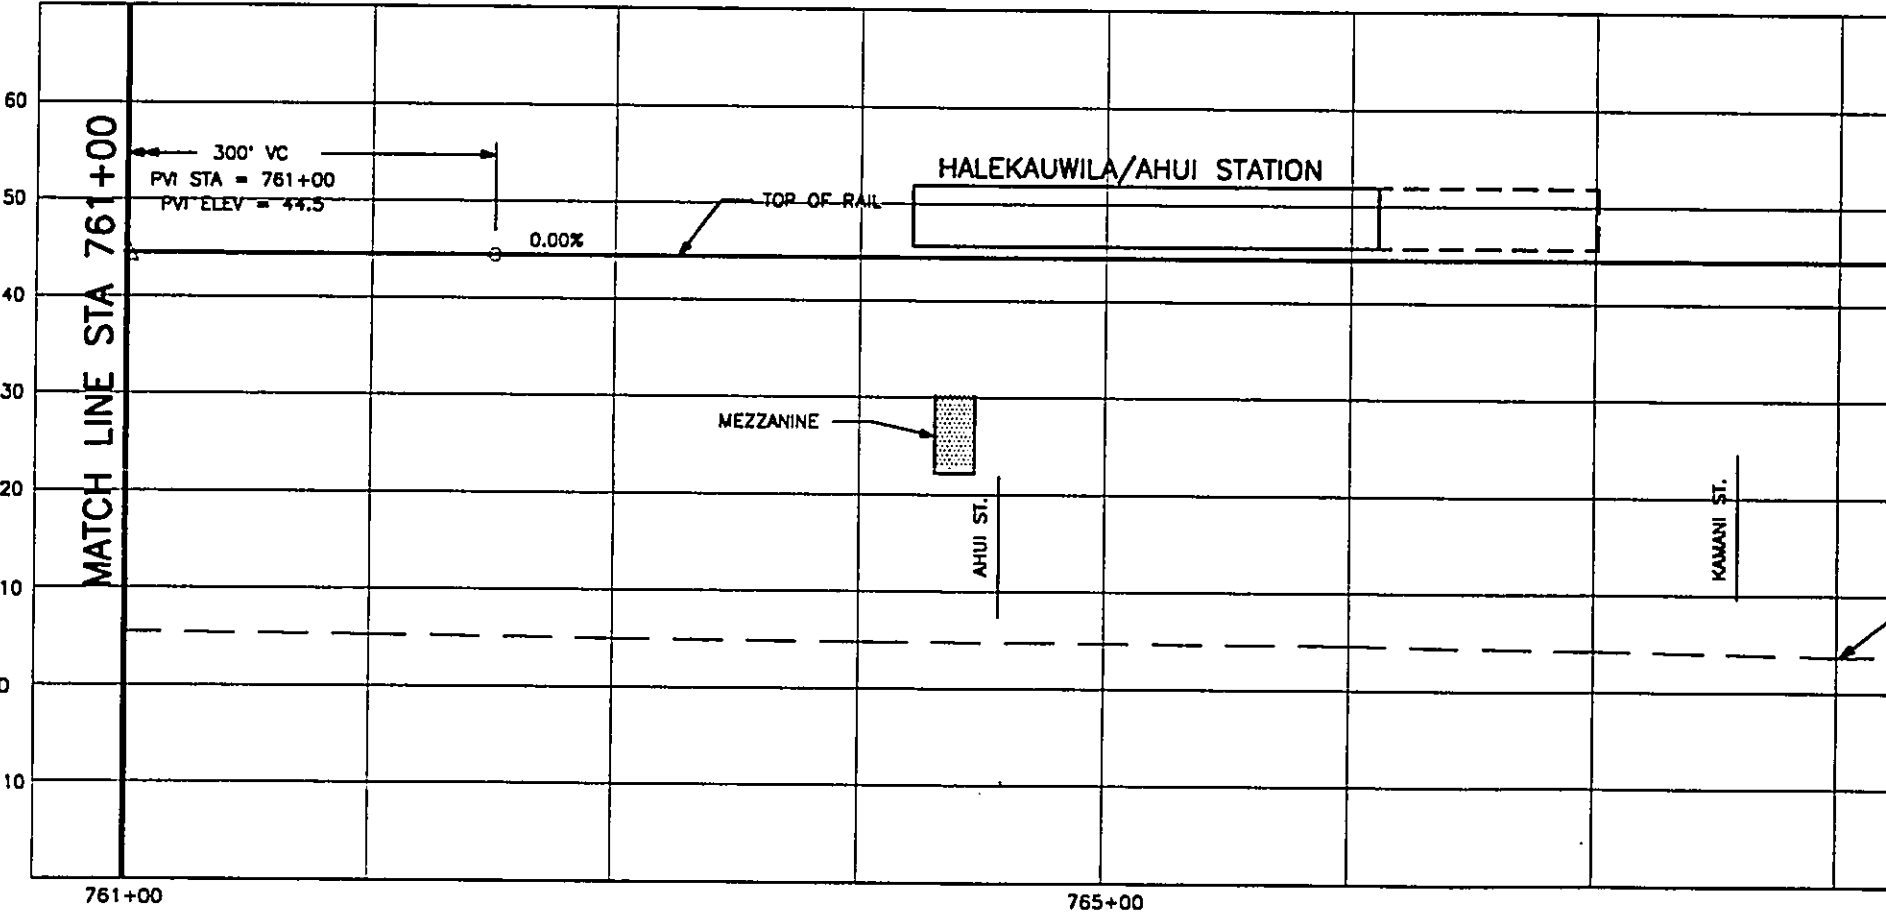 60
50
40
30
20
10
0
10
MATCH LINE STA 761+00
300' VC
PVI STA = 761+00
PVI ELEV = 44.5
0.00%
TOP OF RAIL
HALEKAUWILA/AHUI STATION
MEZZANINE
AHUI ST.
KAMANI ST.
761+00
765+00